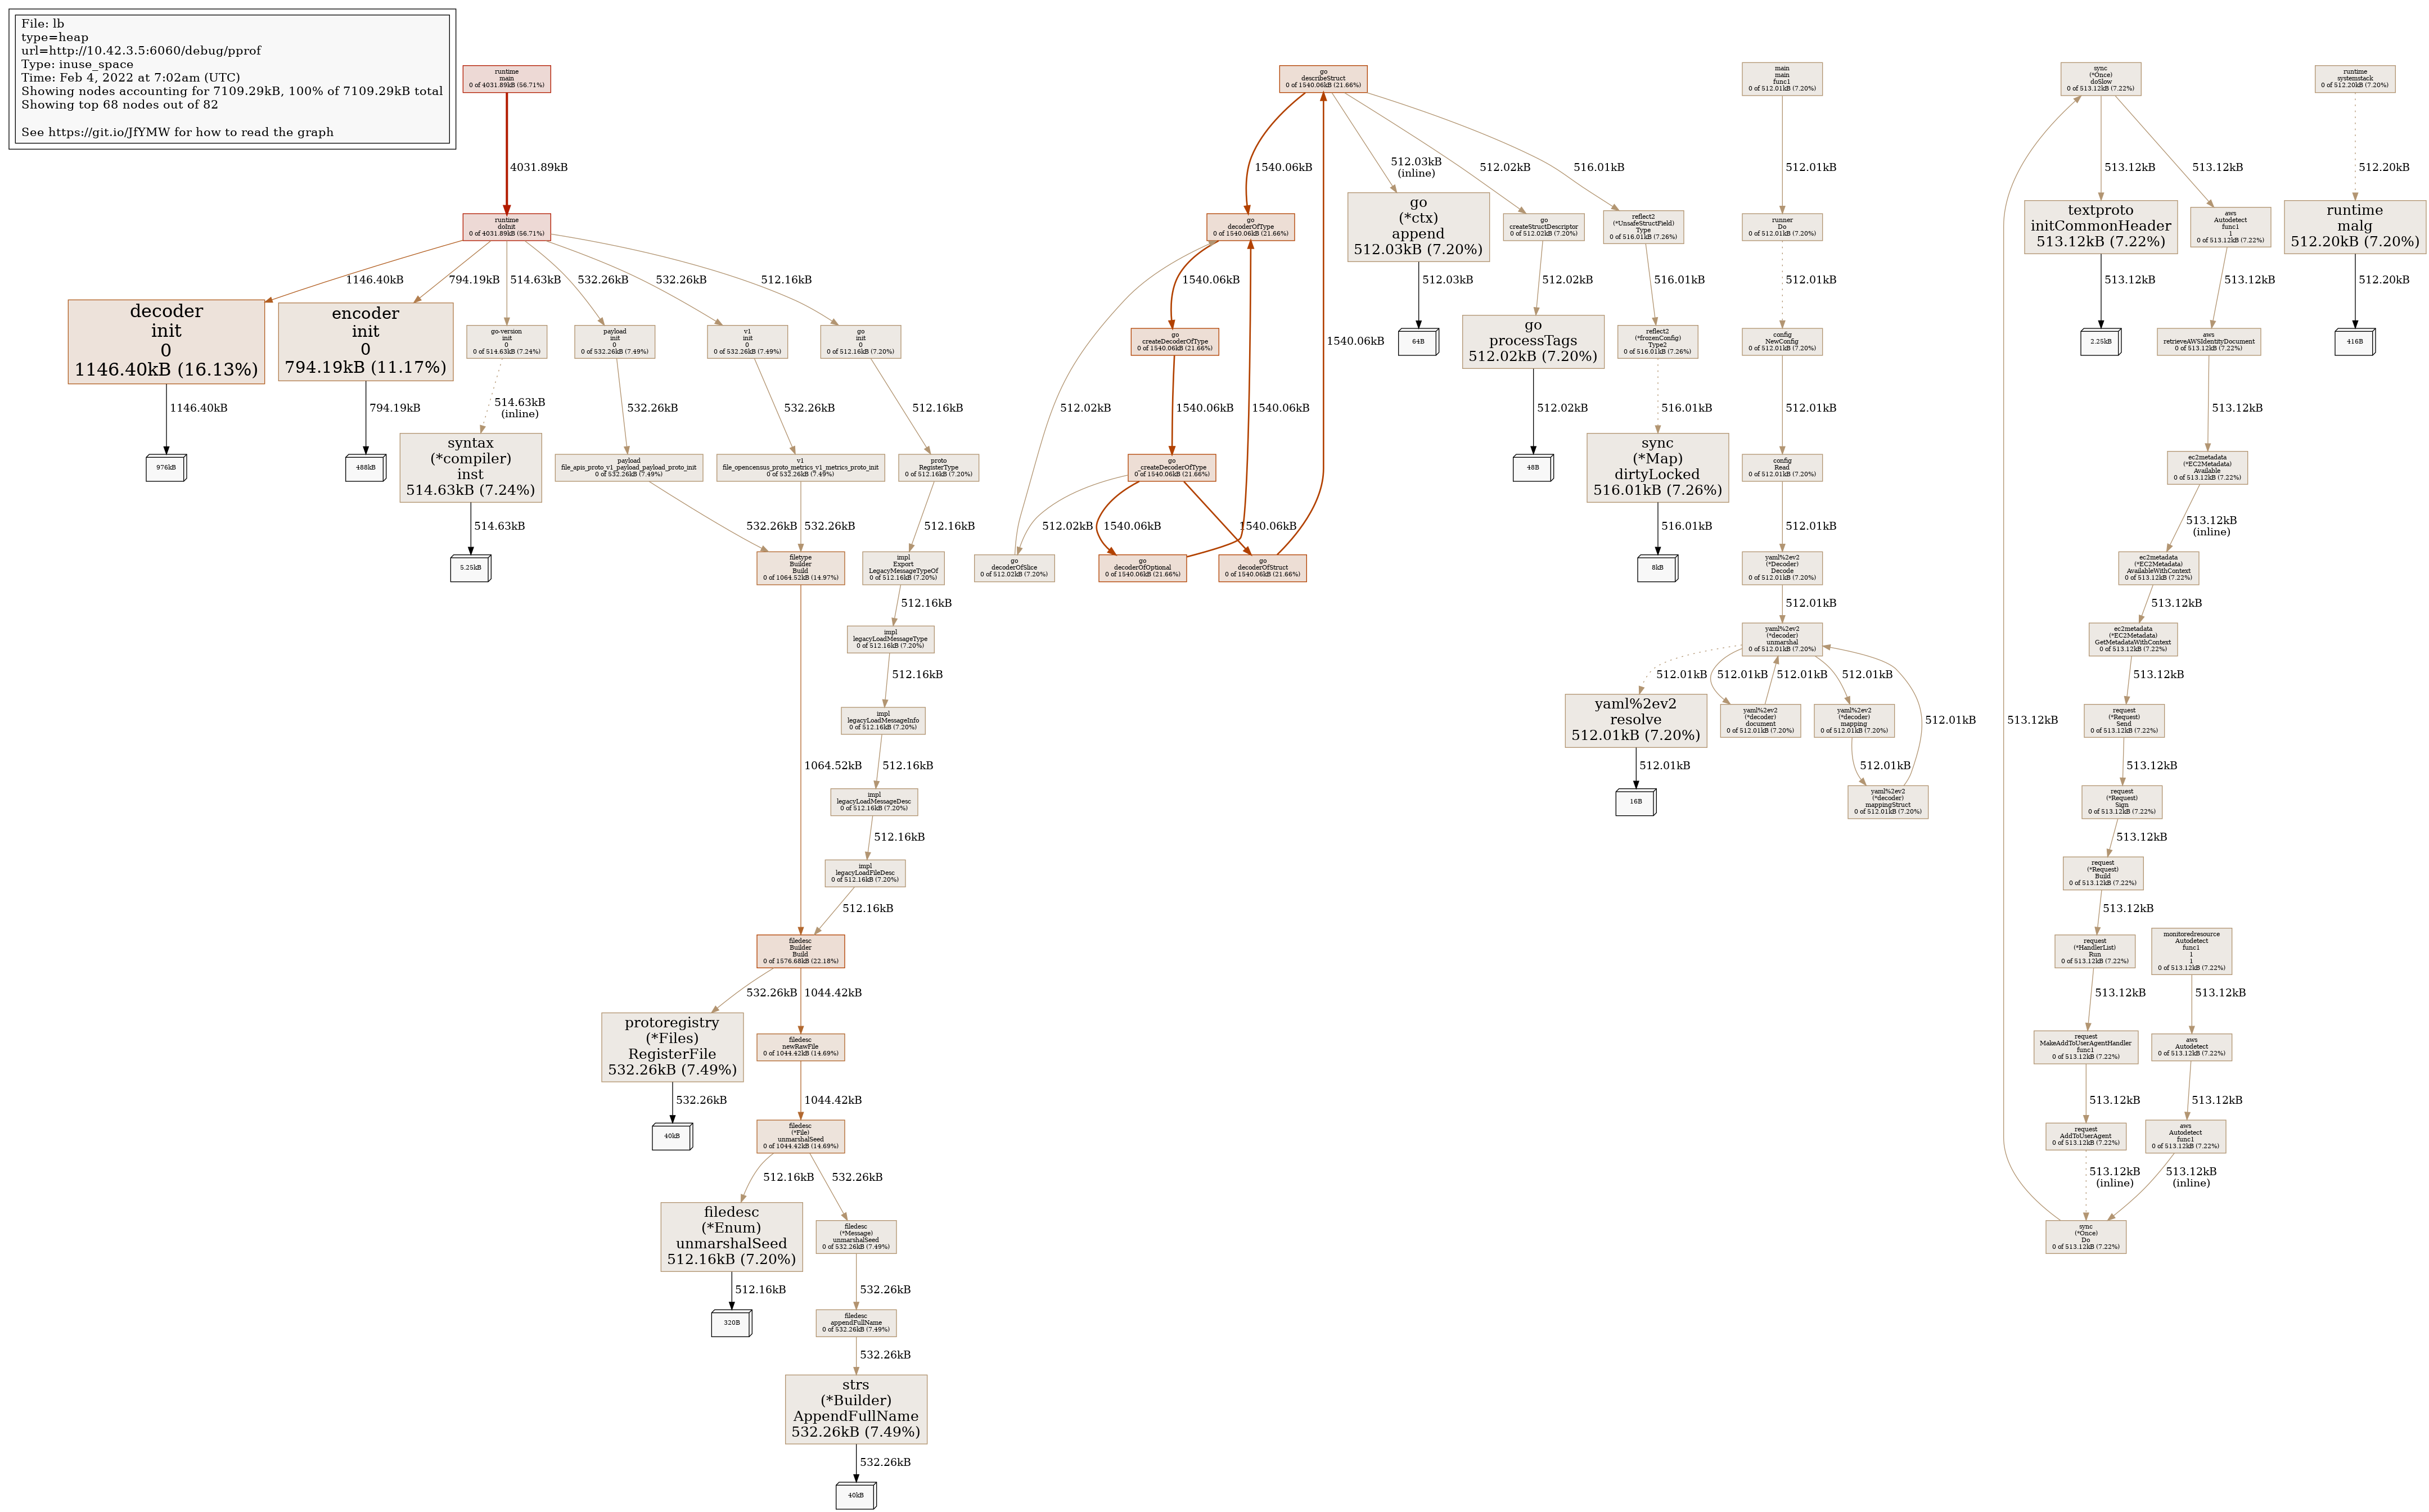 File: lb
type=heap
url=http://10.42.3.5:6060/debug/pprof
Type: inuse_space
Time: Feb 4, 2022 at 7:02am (UTC)
Showing nodes accounting for 7109.29kB, 100% of 7109.29kB total
Showing top 68 nodes out of 82
See https://git.io/JfYMW for how to read the graph
runtime
main
0 of 4031.89kB (56.71%)
4031.89kB
runtime
doInit
0 of 4031.89kB (56.71%)
1146.40kB
794.19kB
514.63kB
532.26kB
532.26kB
512.16kB
decoder
init
0
1146.40kB (16.13%)
1146.40kB
976kB
encoder
init
0
794.19kB (11.17%)
794.19kB
488kB
go-version
init
0
0 of 514.63kB (7.24%)
514.63kB
(inline)
syntax
(*compiler)
inst
514.63kB (7.24%)
514.63kB
5.25kB
payload
init
0
0 of 532.26kB (7.49%)
532.26kB
payload
file_apis_proto_v1_payload_payload_proto_init
0 of 532.26kB (7.49%)
532.26kB
v1
init
0
0 of 532.26kB (7.49%)
532.26kB
v1
file_opencensus_proto_metrics_v1_metrics_proto_init
0 of 532.26kB (7.49%)
532.26kB
go
init
0
0 of 512.16kB (7.20%)
512.16kB
proto
RegisterType
0 of 512.16kB (7.20%)
512.16kB
filetype
Builder
Build
0 of 1064.52kB (14.97%)
1064.52kB
impl
Export
LegacyMessageTypeOf
0 of 512.16kB (7.20%)
512.16kB
impl
legacyLoadMessageType
0 of 512.16kB (7.20%)
512.16kB
impl
legacyLoadMessageInfo
0 of 512.16kB (7.20%)
512.16kB
impl
legacyLoadMessageDesc
0 of 512.16kB (7.20%)
512.16kB
impl
legacyLoadFileDesc
0 of 512.16kB (7.20%)
512.16kB
filedesc
Builder
Build
0 of 1576.68kB (22.18%)
532.26kB
1044.42kB
protoregistry
(*Files)
RegisterFile
532.26kB (7.49%)
532.26kB
40kB
filedesc
newRawFile
0 of 1044.42kB (14.69%)
1044.42kB
filedesc
(*File)
unmarshalSeed
0 of 1044.42kB (14.69%)
512.16kB
532.26kB
filedesc
(*Enum)
unmarshalSeed
512.16kB (7.20%)
512.16kB
320B
filedesc
(*Message)
unmarshalSeed
0 of 532.26kB (7.49%)
532.26kB
filedesc
appendFullName
0 of 532.26kB (7.49%)
532.26kB
strs
(*Builder)
AppendFullName
532.26kB (7.49%)
532.26kB
40kB
go
describeStruct
0 of 1540.06kB (21.66%)
1540.06kB
512.03kB
(inline)
512.02kB
516.01kB
go
decoderOfType
0 of 1540.06kB (21.66%)
1540.06kB
go
createDecoderOfType
0 of 1540.06kB (21.66%)
1540.06kB
go
_createDecoderOfType
0 of 1540.06kB (21.66%)
512.02kB
1540.06kB
1540.06kB
go
decoderOfSlice
0 of 512.02kB (7.20%)
512.02kB
go
decoderOfOptional
0 of 1540.06kB (21.66%)
1540.06kB
go
decoderOfStruct
0 of 1540.06kB (21.66%)
1540.06kB
go
(*ctx)
append
512.03kB (7.20%)
512.03kB
64B
go
createStructDescriptor
0 of 512.02kB (7.20%)
512.02kB
go
processTags
512.02kB (7.20%)
512.02kB
48B
reflect2
(*UnsafeStructField)
Type
0 of 516.01kB (7.26%)
516.01kB
reflect2
(*frozenConfig)
Type2
0 of 516.01kB (7.26%)
516.01kB
sync
(*Map)
dirtyLocked
516.01kB (7.26%)
516.01kB
8kB
main
main
func1
0 of 512.01kB (7.20%)
512.01kB
runner
Do
0 of 512.01kB (7.20%)
512.01kB
config
NewConfig
0 of 512.01kB (7.20%)
512.01kB
config
Read
0 of 512.01kB (7.20%)
512.01kB
yaml%2ev2
(*Decoder)
Decode
0 of 512.01kB (7.20%)
512.01kB
yaml%2ev2
(*decoder)
unmarshal
0 of 512.01kB (7.20%)
512.01kB
512.01kB
512.01kB
512.01kB
yaml%2ev2
resolve
512.01kB (7.20%)
512.01kB
16B
yaml%2ev2
(*decoder)
document
0 of 512.01kB (7.20%)
yaml%2ev2
(*decoder)
mapping
0 of 512.01kB (7.20%)
512.01kB
yaml%2ev2
(*decoder)
mappingStruct
0 of 512.01kB (7.20%)
512.01kB
sync
(*Once)
doSlow
0 of 513.12kB (7.22%)
513.12kB
513.12kB
textproto
initCommonHeader
513.12kB (7.22%)
513.12kB
2.25kB
aws
Autodetect
func1
1
0 of 513.12kB (7.22%)
513.12kB
aws
retrieveAWSIdentityDocument
0 of 513.12kB (7.22%)
513.12kB
ec2metadata
(*EC2Metadata)
Available
0 of 513.12kB (7.22%)
513.12kB
(inline)
ec2metadata
(*EC2Metadata)
AvailableWithContext
0 of 513.12kB (7.22%)
513.12kB
ec2metadata
(*EC2Metadata)
GetMetadataWithContext
0 of 513.12kB (7.22%)
513.12kB
request
(*Request)
Send
0 of 513.12kB (7.22%)
513.12kB
request
(*Request)
Sign
0 of 513.12kB (7.22%)
513.12kB
request
(*Request)
Build
0 of 513.12kB (7.22%)
513.12kB
request
(*HandlerList)
Run
0 of 513.12kB (7.22%)
513.12kB
request
MakeAddToUserAgentHandler
func1
0 of 513.12kB (7.22%)
513.12kB
request
AddToUserAgent
0 of 513.12kB (7.22%)
513.12kB
(inline)
monitoredresource
Autodetect
func1
1
1
0 of 513.12kB (7.22%)
513.12kB
aws
Autodetect
0 of 513.12kB (7.22%)
513.12kB
aws
Autodetect
func1
0 of 513.12kB (7.22%)
513.12kB
(inline)
sync
(*Once)
Do
0 of 513.12kB (7.22%)
513.12kB
runtime
systemstack
0 of 512.20kB (7.20%)
512.20kB
runtime
malg
512.20kB (7.20%)
512.20kB
416B